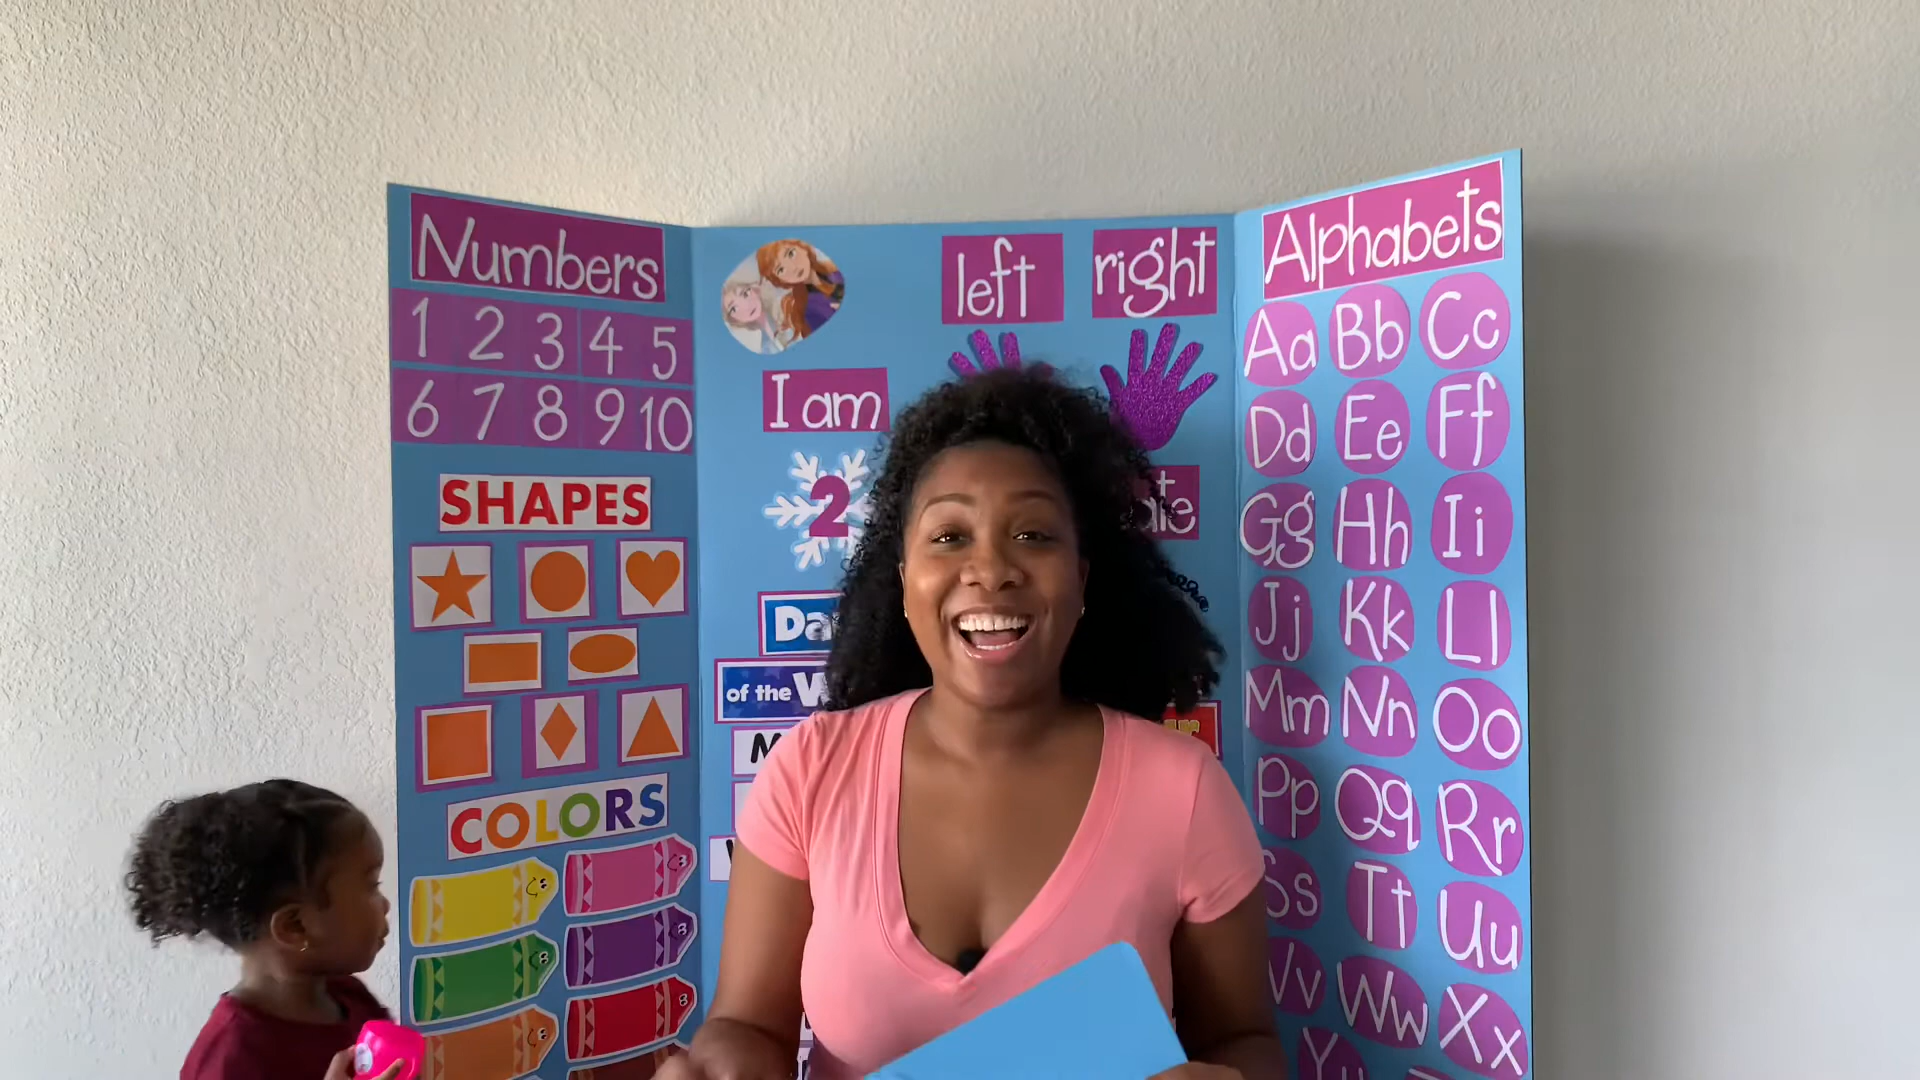 Numbers
1 2 3 4 5
6 7 8 9 10
SHAPES
COLORS
left right
I am
2
of the
Alphabets
Aa Bb Cc
Dd Ee Ff
Gg Hh Ii
Jj Kk Ll
Mm Nn Oo
Pp Qq Rr
Ss Tt Uu
Vv Ww Xx